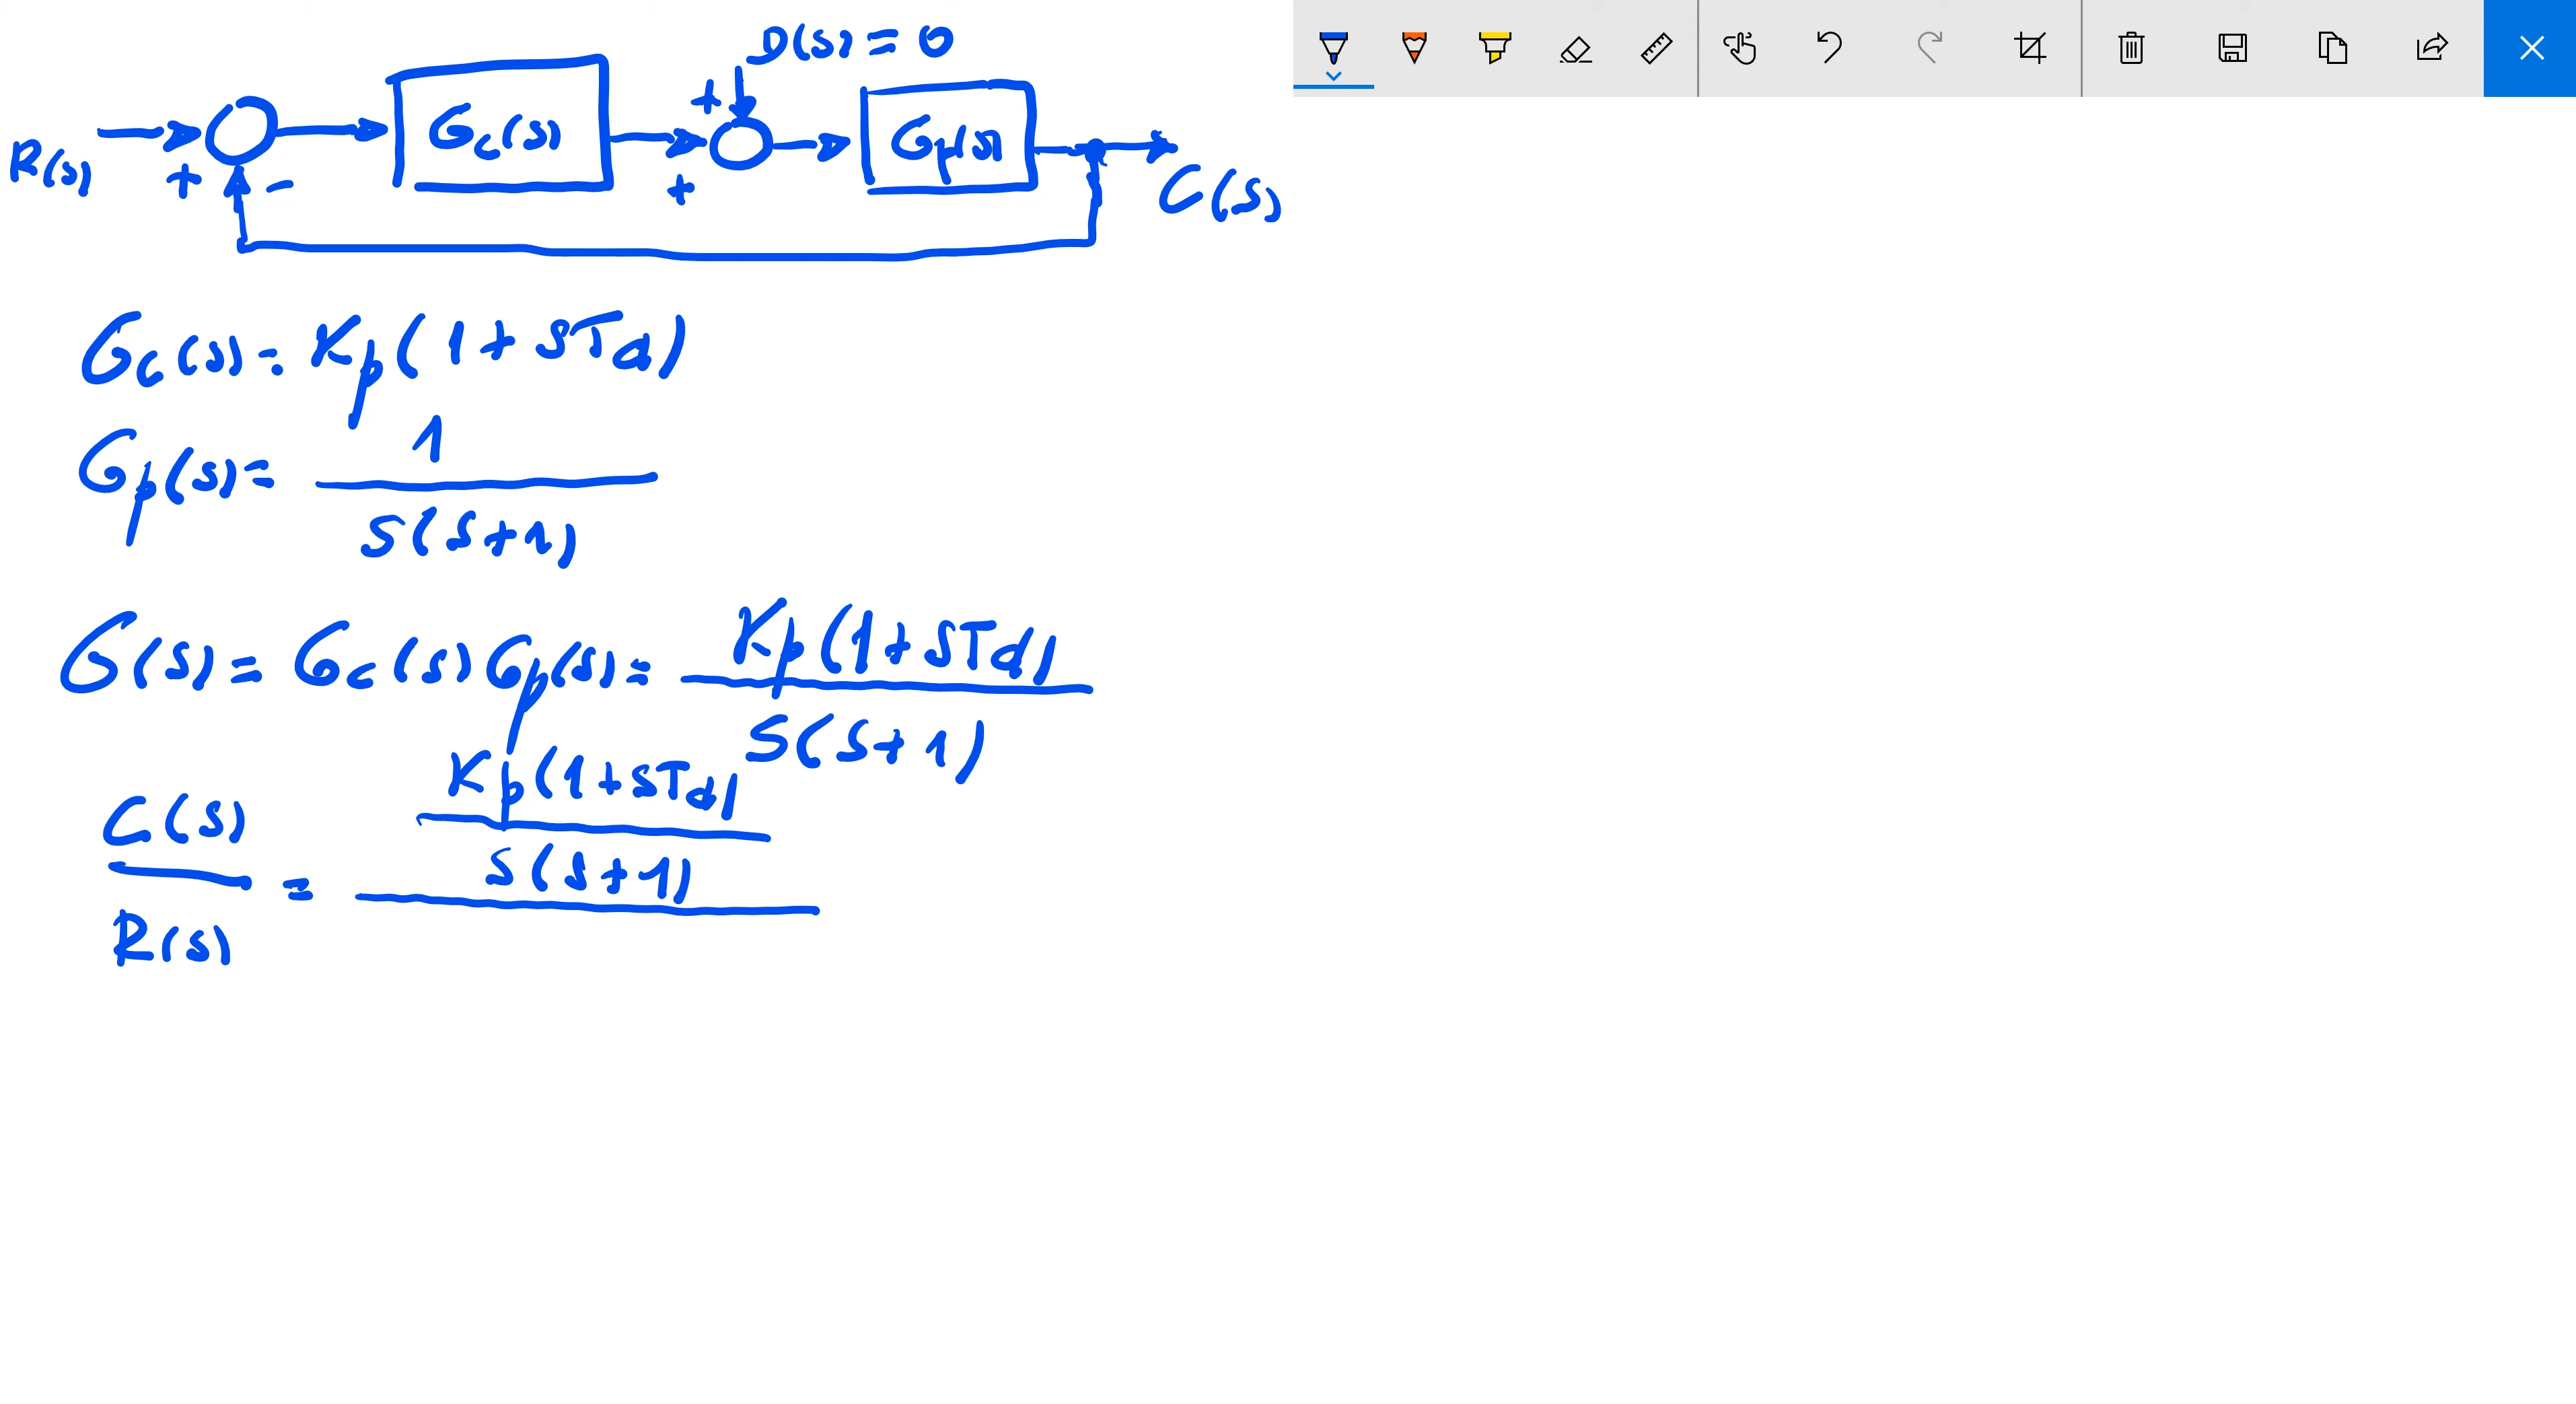 D(s) = 0
R(s) + - Gc(s) + + Gp(s) C(s)
Gc(s) = Kp(1 + STd)
Gp(s) = 1 / S(S+1)
G(s) = Gc(s) Gp(s) = Kp(1+STd) / S(S+1)
C(s) / R(s) = Kp(1+STd) / S(S+1)